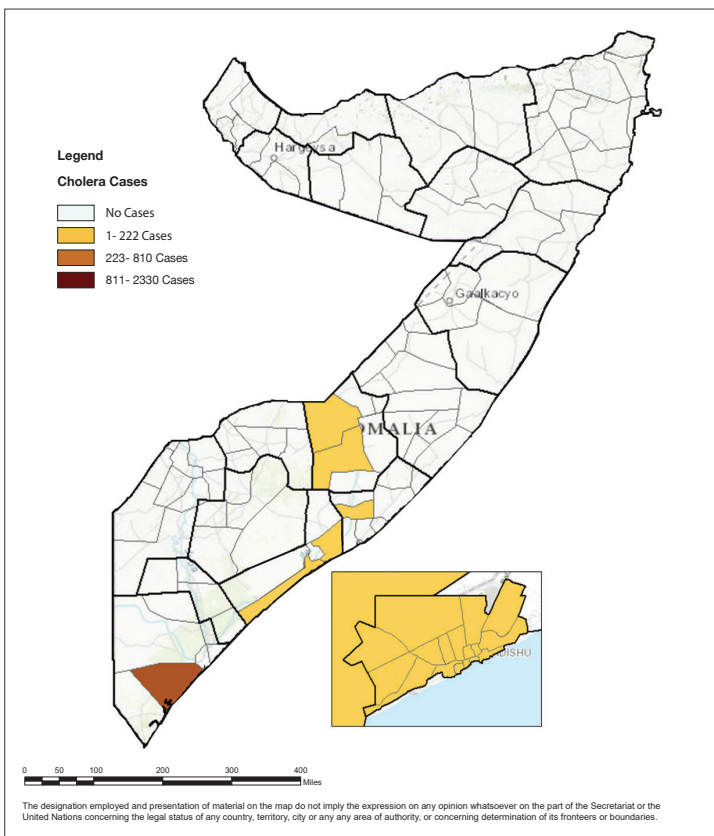 Hargeysa
Legend
Cholera Cases
No Cases
1- 222 Cases
223- 810 Cases
811- 2330 Cases
Gaalkacyo
OMALIA
DISHU
0 50 100 200 300 400
Miles
The designation employed and presentation of material on the map do not imply the expression on any opinion whatsoever on the part of the Secretariat or the
United Nations concerning the legal status of any country, territory, city or any any area of authority, or concerning determination of its fronteers or boundaries.